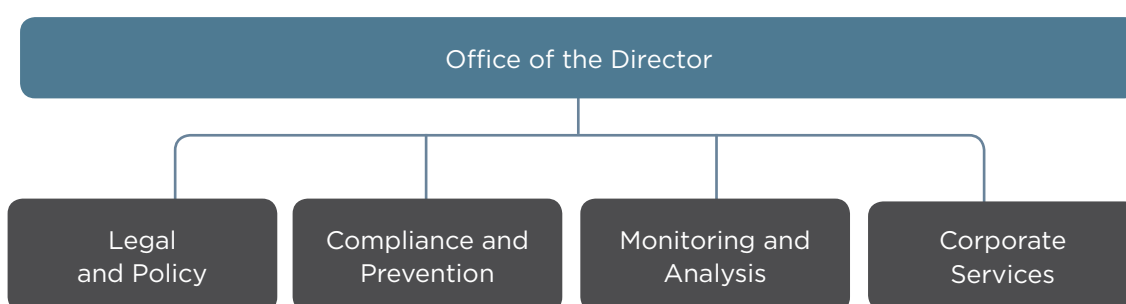 Office of the Director
Legal
and Policy
Compliance and
Prevention
Monitoring and
Analysis
Corporate
Services